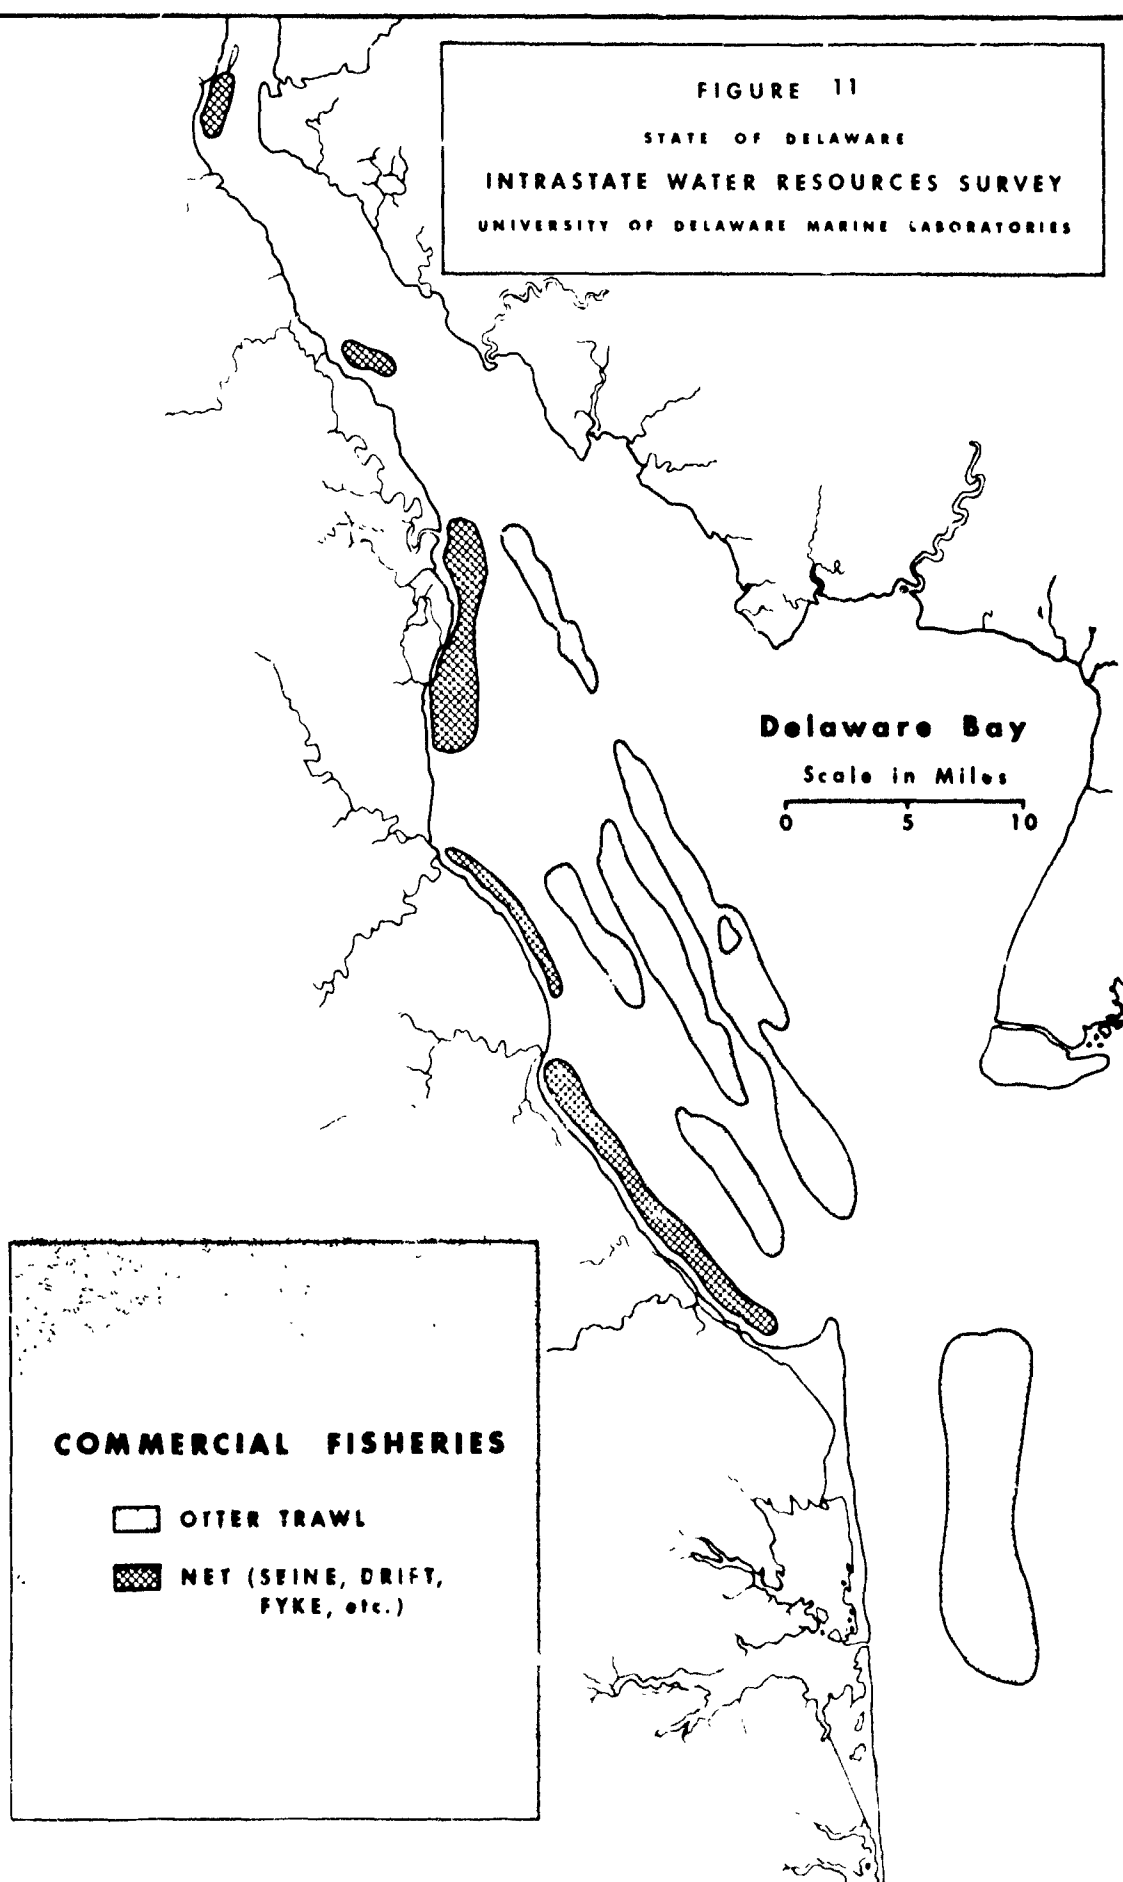 FIGURE 11
STATE OF DELAWARE
INTRASTATE WATER RESOURCES SURVEY
UNIVERSITY OF DELAWARE MARINE LABORATORIES
Delaware Bay
Scale in Miles
0 5 10
COMMERCIAL FISHERIES
OTTER TRAWL
NET (SEINE, DRIFT,
FYKE, etc.)